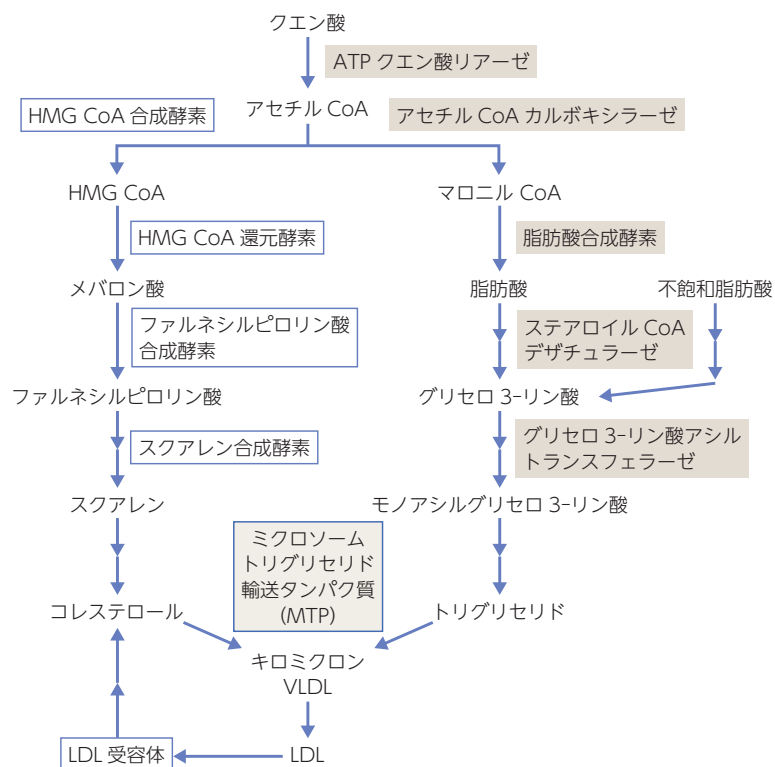 クエン酸
ATP クエン酸リアーゼ
HMG CoA 合成酵素
アセチル CoA
アセチル CoA カルボキシラーゼ
HMG CoA
マロニル CoA
HMG CoA 還元酵素
脂肪酸合成酵素
メバロン酸
脂肪酸
不飽和脂肪酸
ファルネシルピロリン酸
合成酵素
ステアロイル CoA
デザチュラーゼ
ファルネシルピロリン酸
グリセロ 3-リン酸
スクアレン合成酵素
グリセロ 3-リン酸アシル
トランスフェラーゼ
スクアレン
モノアシルグリセロ 3-リン酸
ミクロソーム
トリグリセリド
輸送タンパク質
(MTP)
コレステロール
トリグリセリド
キロミクロン
VLDL
LDL 受容体
LDL